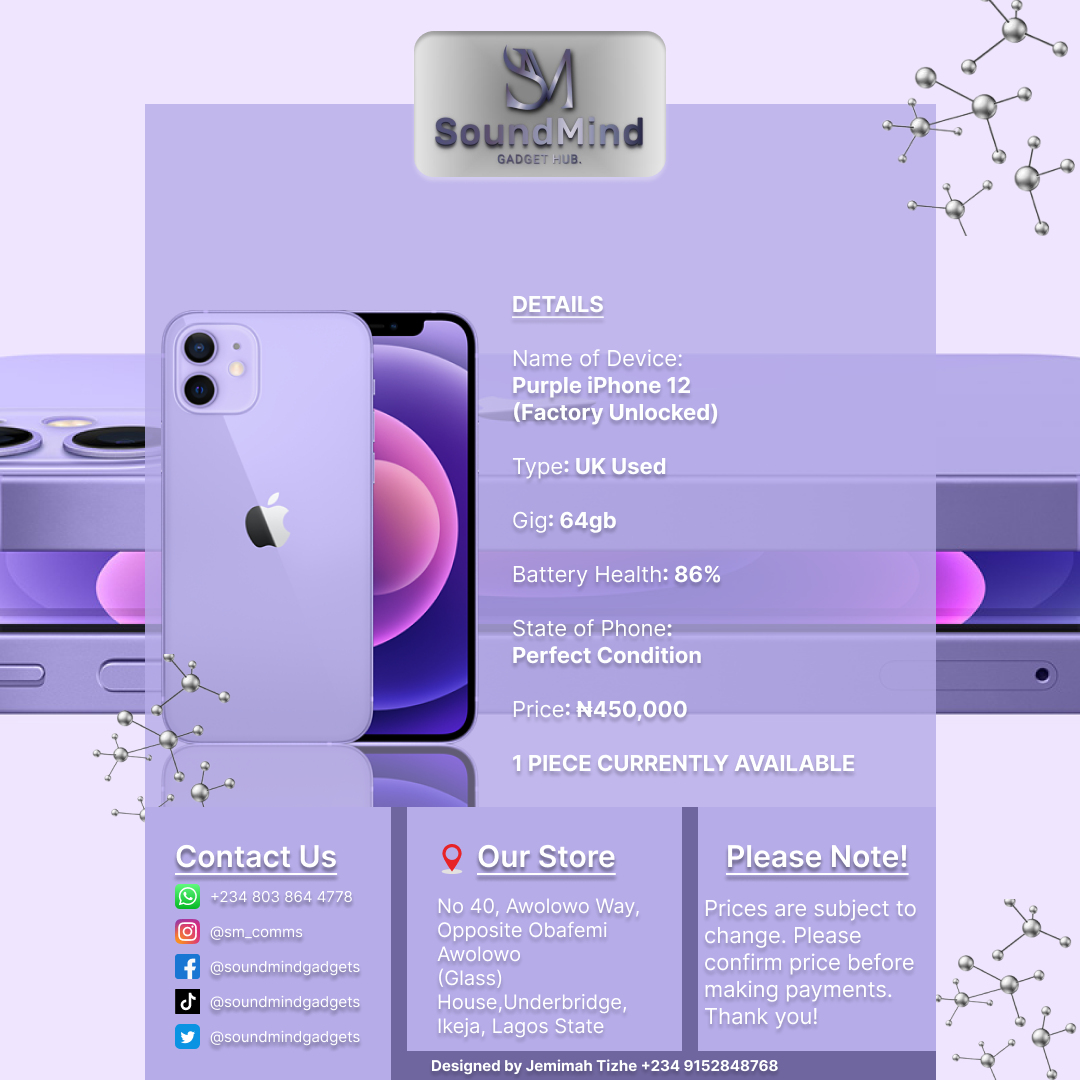 SM
SoundMind
GADGET HUB.
DETAILS
Name of Device:
Purple iPhone 12
(Factory Unlocked)
Type: UK Used
Gig: 64gb
Battery Health: 86%
State of Phone:
Perfect Condition
Price: ₦450,000
1 PIECE CURRENTLY AVAILABLE
Contact Us
+234 803 864 4778
@sm_comms
@soundmindgadgets
@soundmindgadgets
@soundmindgadgets
Our Store
No 40, Awolowo Way,
Opposite Obafemi
Awolowo
(Glass)
House,Underbridge,
Ikeja, Lagos State
Please Note!
Prices are subject to
change. Please
confirm price before
making payments.
Thank you!
Designed by Jemimah Tizhe +234 9152848768